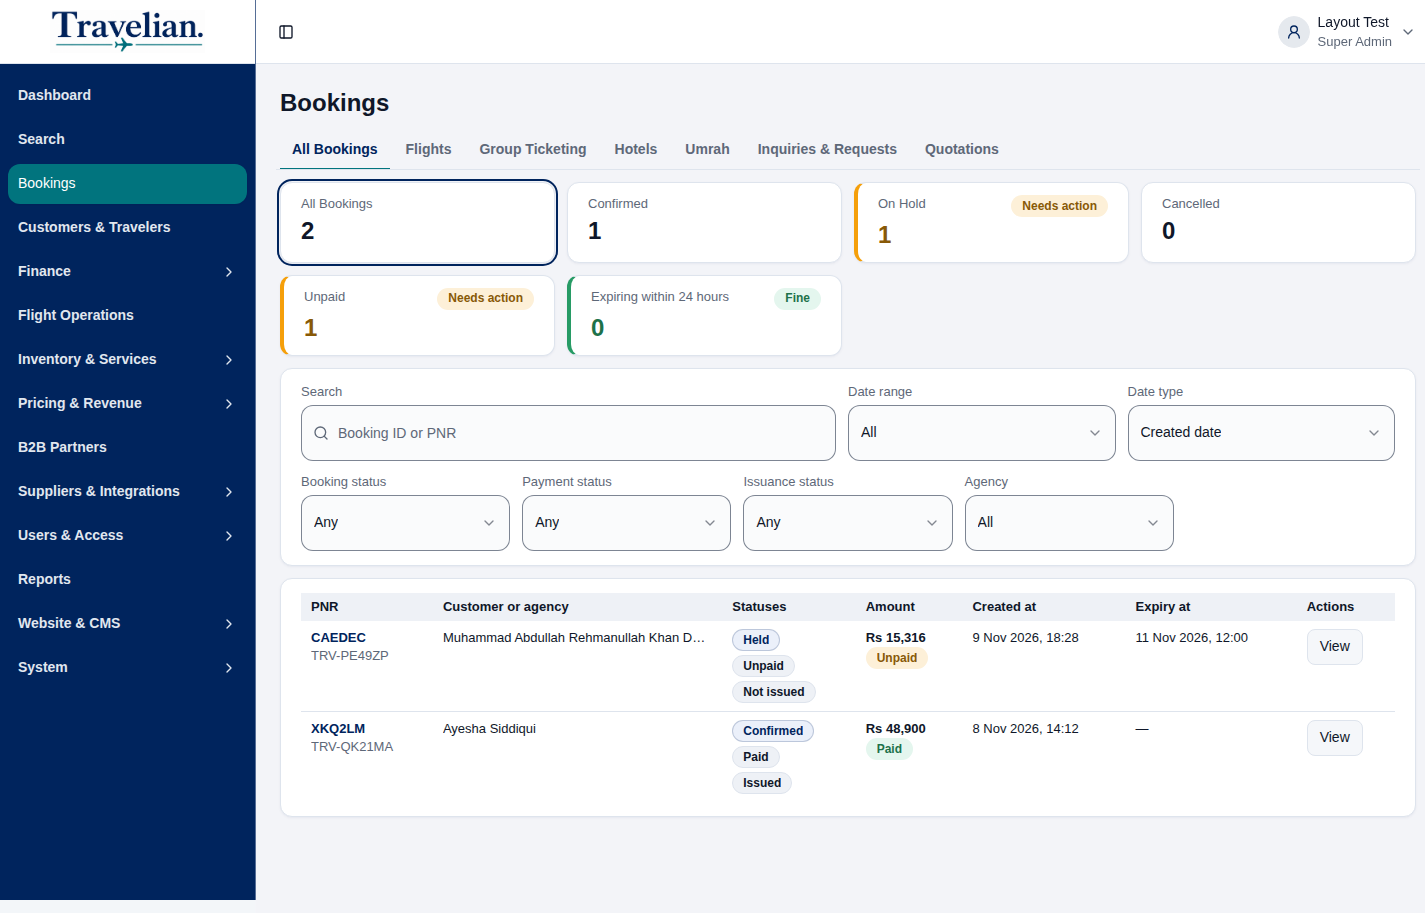 Travelian.
Layout Test
Super Admin
Dashboard
Search
Bookings
Customers & Travelers
Finance
Flight Operations
Inventory & Services
Pricing & Revenue
B2B Partners
Suppliers & Integrations
Users & Access
Reports
Website & CMS
System
Bookings
All Bookings Flights Group Ticketing Hotels Umrah Inquiries & Requests Quotations
All Bookings
2
Confirmed
1
On Hold Needs action
1
Cancelled
0
Unpaid Needs action
1
Expiring within 24 hours Fine
0
Search Date range Date type
Booking ID or PNR All Created date
Booking status Payment status Issuance status Agency
Any Any Any All
PNR Customer or agency Statuses Amount Created at Expiry at Actions
CAEDEC Muhammad Abdullah Rehmanullah Khan D… Held Rs 15,316 9 Nov 2026, 18:28 11 Nov 2026, 12:00 View
TRV-PE49ZP Unpaid Unpaid
Not issued
XKQ2LM Ayesha Siddiqui Confirmed Rs 48,900 8 Nov 2026, 14:12 — View
TRV-QK21MA Paid Paid
Issued